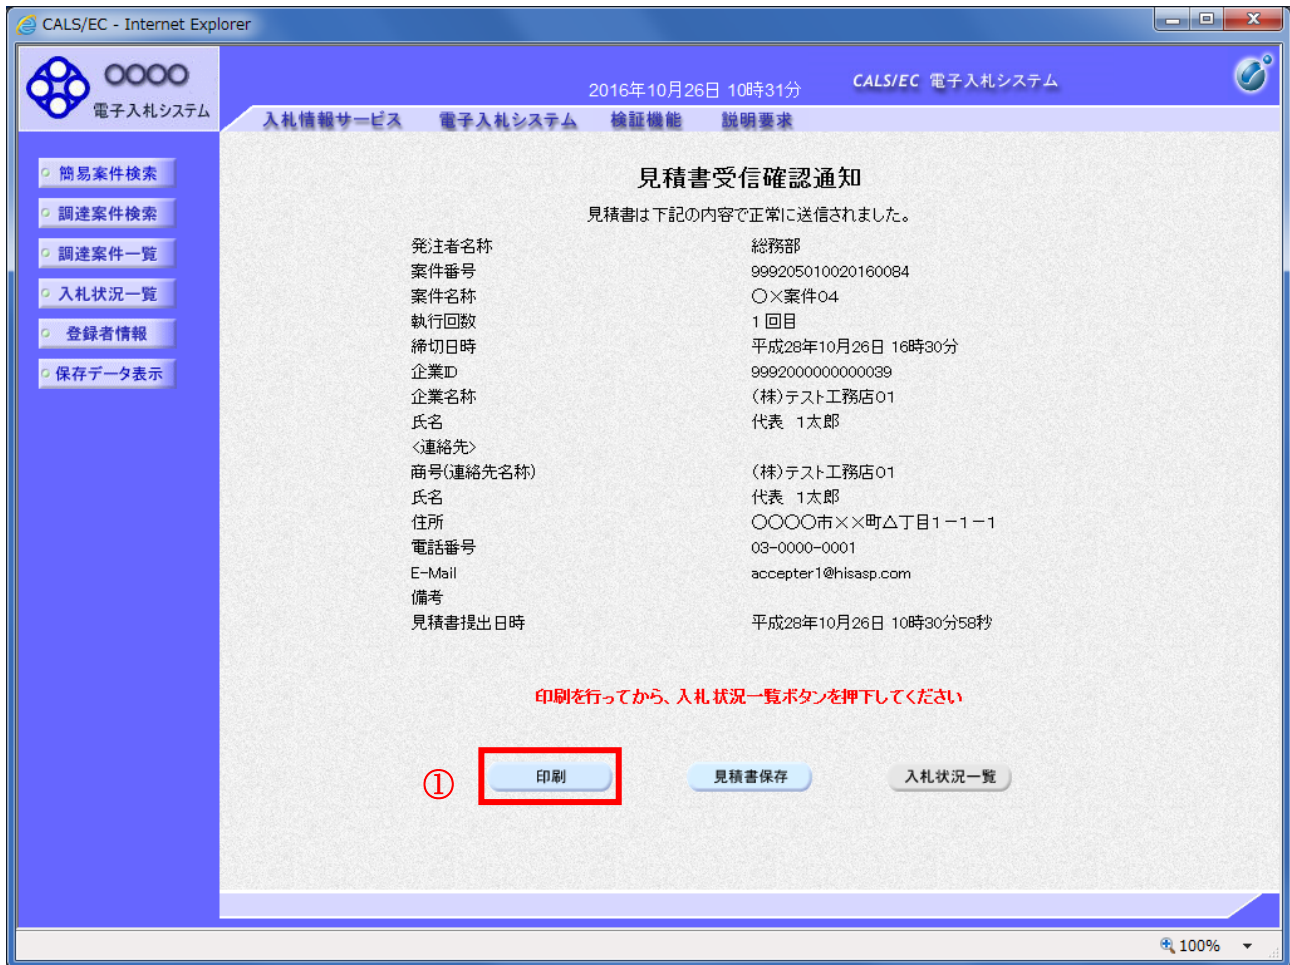 CALS/EC - Internet Explorer
○○○○
電子入札システム
2016年10月26日 10時31分
CALS/EC 電子入札システム
入札情報サービス 電子入札システム 検証機能 説明要求
簡易案件検索
調達案件検索
調達案件一覧
入札状況一覧
登録者情報
保存データ表示
見積書受信確認通知
見積書は下記の内容で正常に送信されました。
発注者名称 総務部
案件番号 999205010020160084
案件名称 ○×案件04
執行回数 1 回目
締切日時 平成28年10月26日 16時30分
企業ID 9992000000000039
企業名称 (株)テスト工務店01
氏名 代表 1太郎
<連絡先>
商号(連絡先名称) (株)テスト工務店01
氏名 代表 1太郎
住所 ○○○○市××町△丁目1-1-1
電話番号 03-0000-0001
E-Mail accepter1@hisasp.com
備考
見積書提出日時 平成28年10月26日 10時30分58秒
印刷を行ってから、入札状況一覧ボタンを押下してください
① 印刷 見積書保存 入札状況一覧
100%